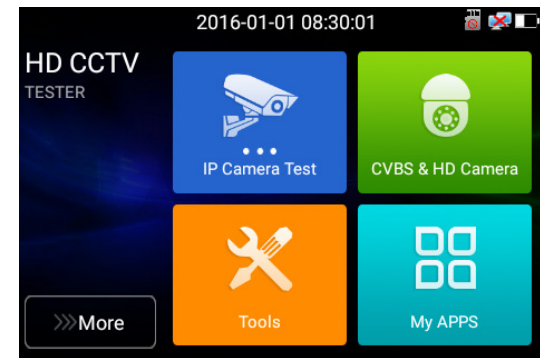 2016-01-01 08:30:01
HD CCTV
TESTER
IP Camera Test
CVBS & HD Camera
Tools
My APPS
>>>More